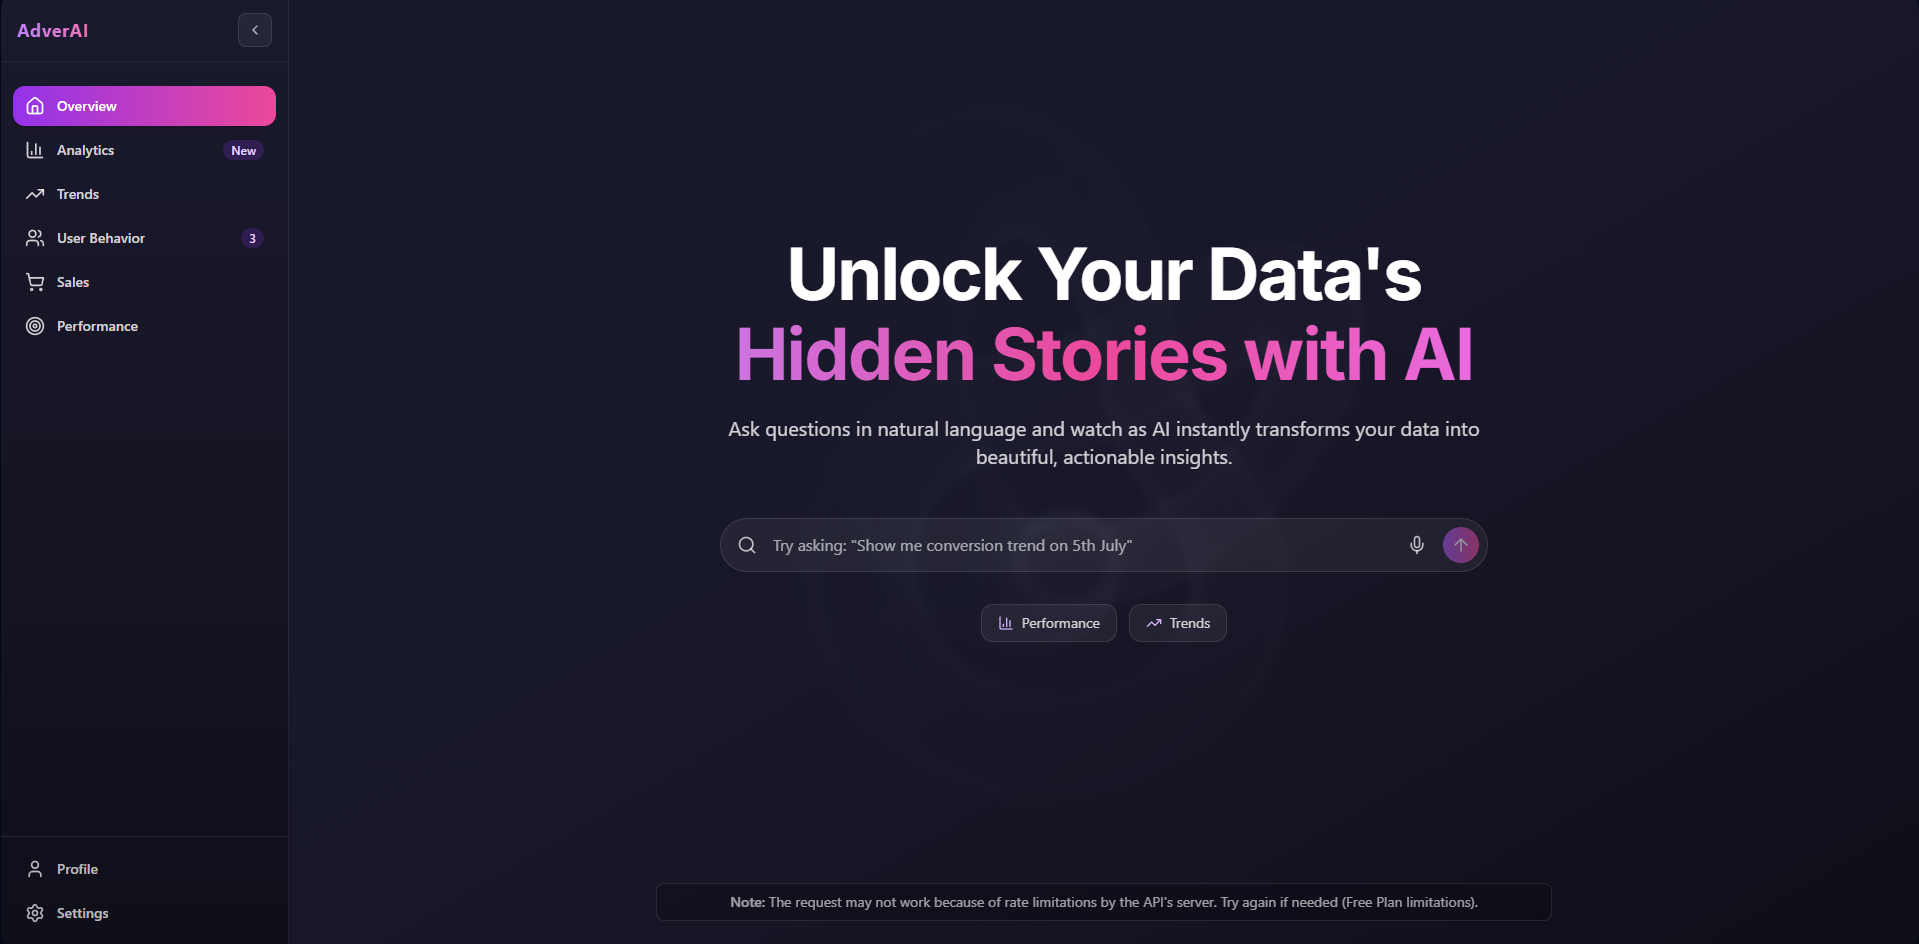 AdverAI
Overview
Analytics New
Trends
User Behavior 3
Sales
Performance
Profile
Settings
Unlock Your Data's
Hidden Stories with AI
Ask questions in natural language and watch as AI instantly transforms your data into
beautiful, actionable insights.
Try asking: "Show me conversion trend on 5th July"
Performance Trends
Note: The request may not work because of rate limitations by the API's server. Try again if needed (Free Plan limitations).